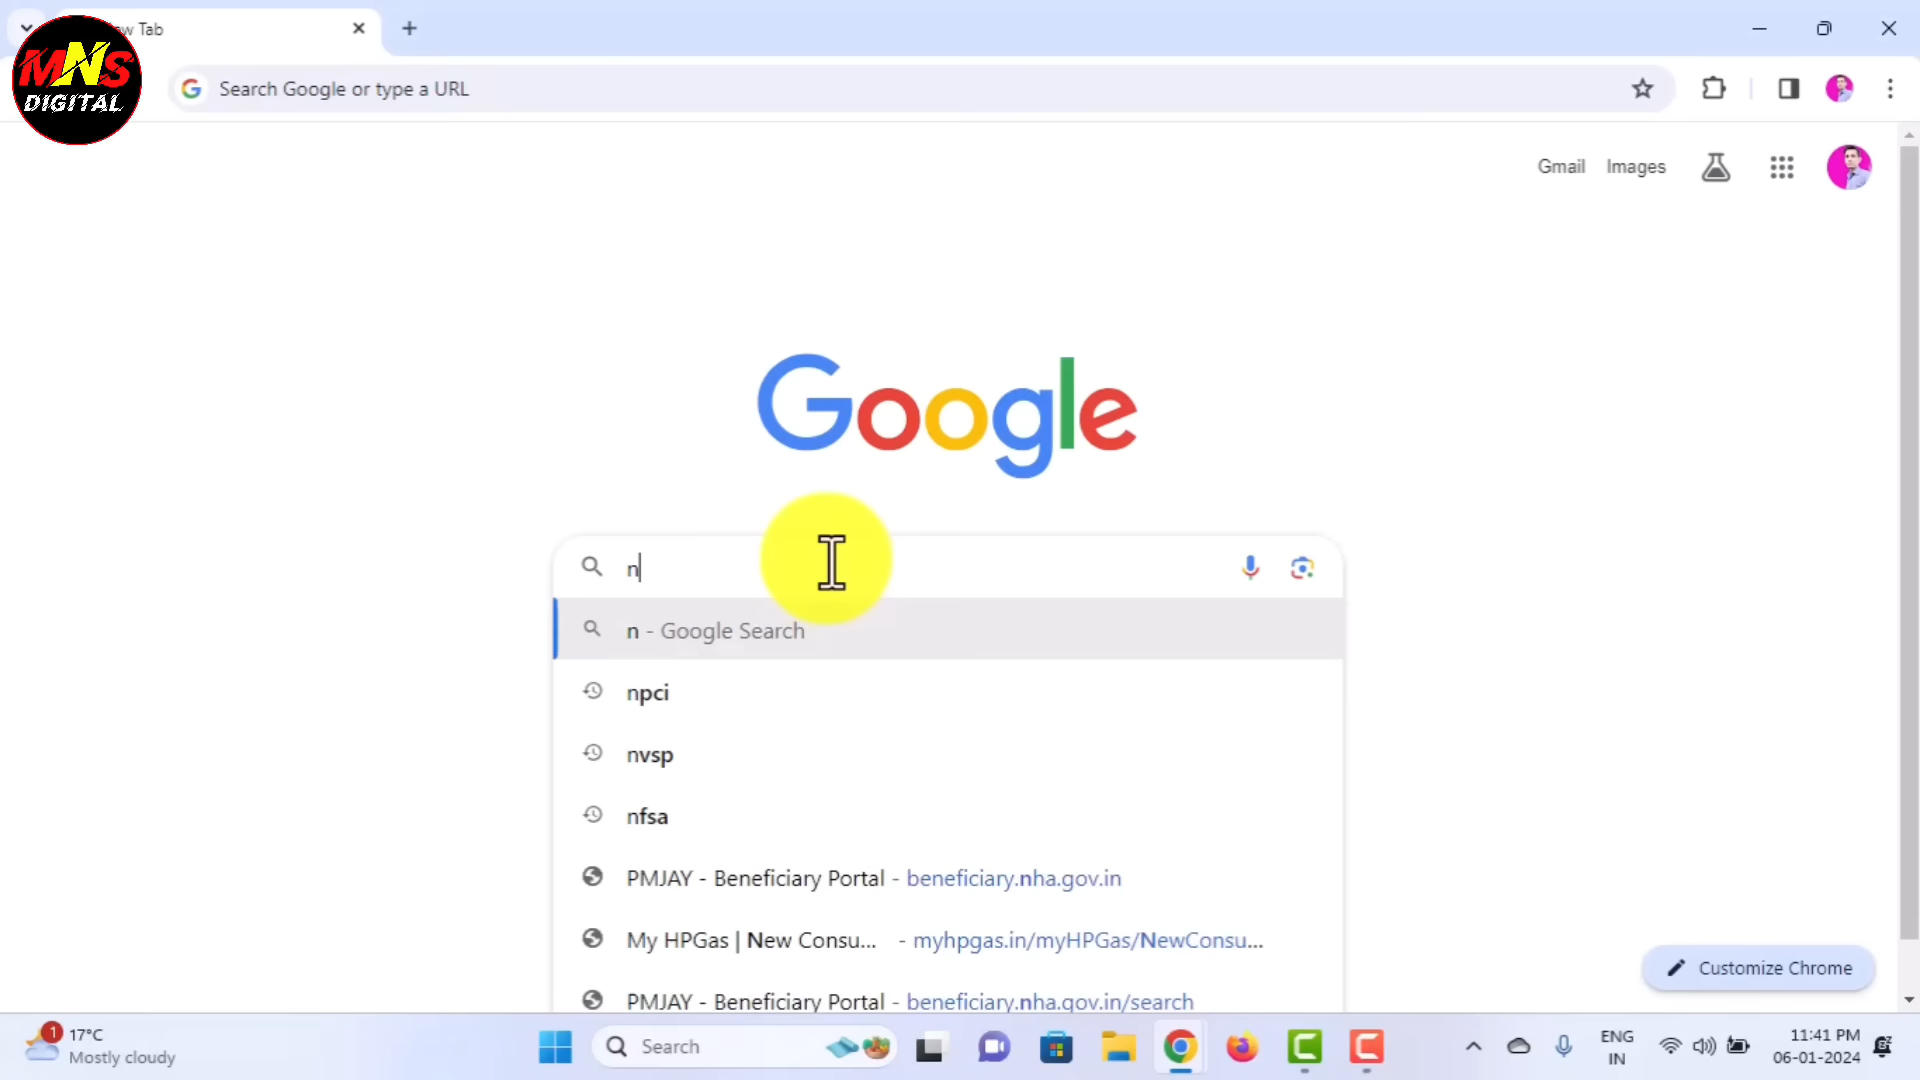 New Tab
MNS
DIGITAL
Search Google or type a URL
Gmail
Images
Google
n
n - Google Search
npci
nvsp
nfsa
PMJAY - Beneficiary Portal - beneficiary.nha.gov.in
My HPGas | New Consu... - myhpgas.in/myHPGas/NewConsu...
PMJAY - Beneficiary Portal - beneficiary.nha.gov.in/search
Customize Chrome
1
17°C
Mostly cloudy
Search
ENG
IN
11:41 PM
06-01-2024